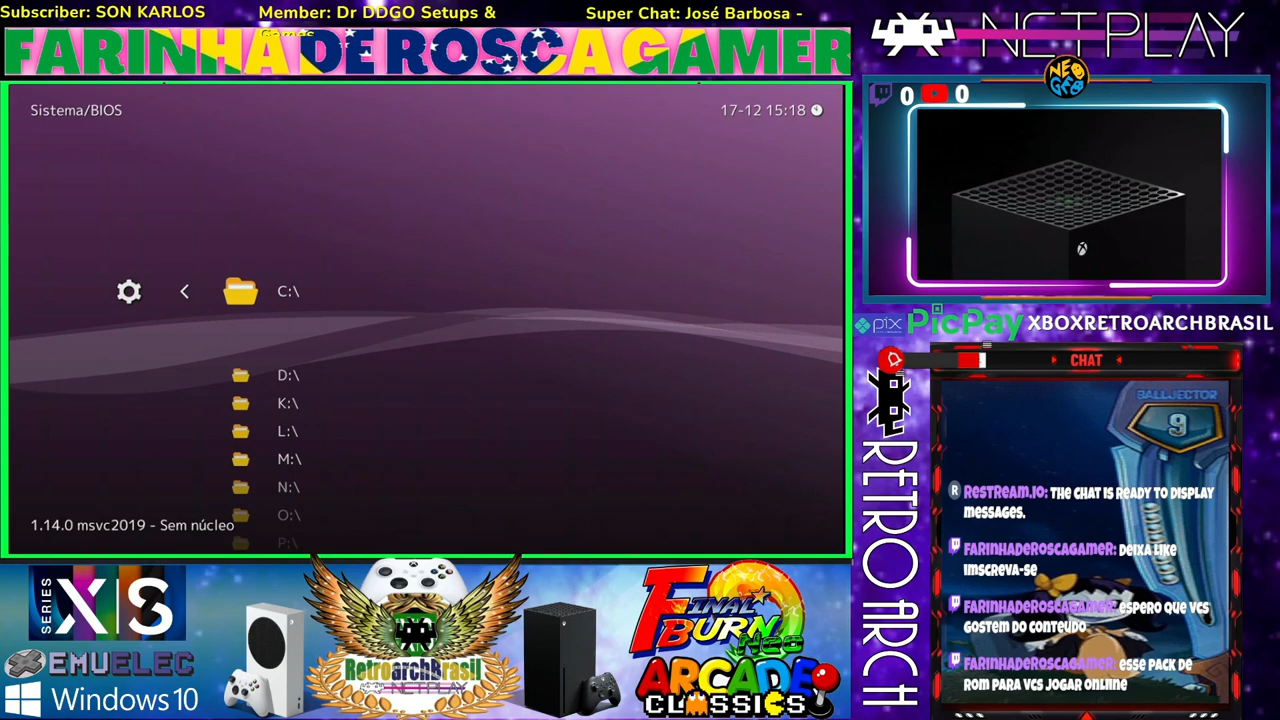 Subscriber: SON KARLOS
Member: Dr DDGO Setups &
Games
Super Chat: José Barbosa -
FARINHA DE ROSCA GAMER
NETPLAY
NEO
GEO
0 0
Sistema/BIOS
17-12 15:18
C:\
D:\
K:\
L:\
M:\
N:\
O:\
P:\
1.14.0 msvc2019 - Sem núcleo
pix PicPay XBOXRETROARCHBRASIL
CHAT
BALLJECTOR
9
RESTREAM.IO: THE CHAT IS READY TO DISPLAY
MESSAGES.
FARINHADEROSCAGAMER: DEIXA LIKE
IMSCREVA-SE
FARINHADEROSCAGAMER: ESPERO QUE VCS
GOSTEM DO CONTEUDO
FARINHADEROSCAGAMER: ESSE PACK DE
ROM PARA VCS JOGAR ONLIINE
RETROARCH
SERIES
X|S
EMUELEC
Windows 10
RetroarchBrasil
NETPLAY
FINAL
BURN
Neo
ARCADE
CLASSICS